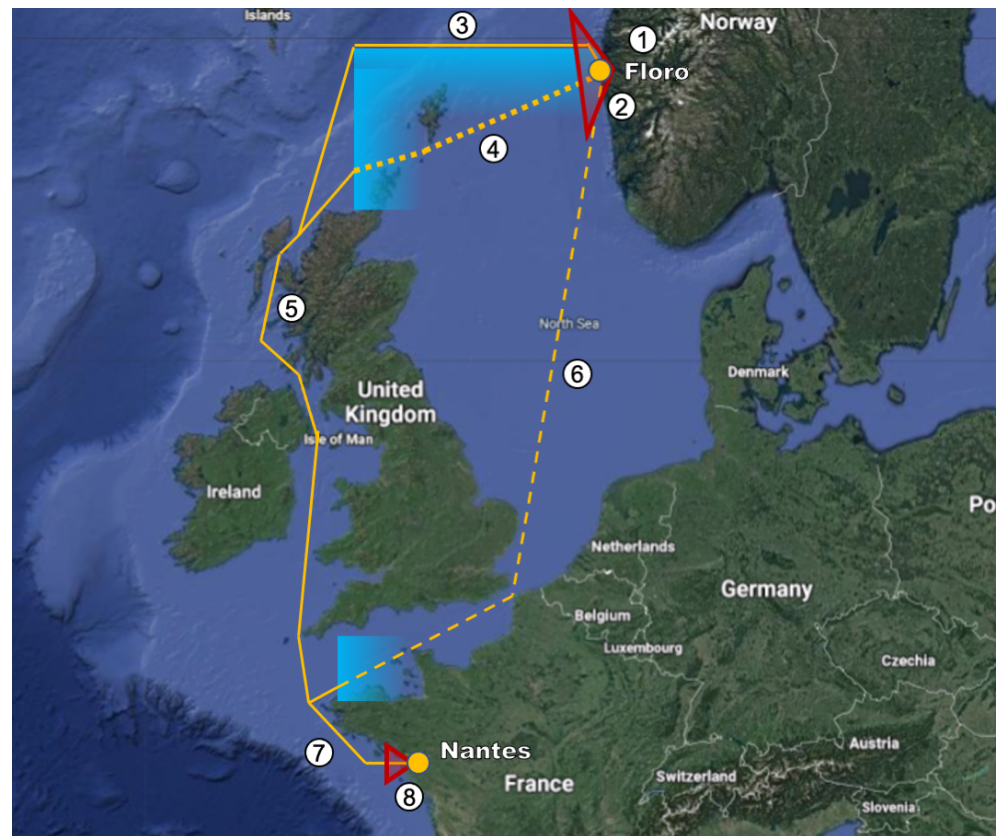 Islands
Norway
3
1
Florø
2
4
5
North Sea
6
Denmark
United
Kingdom
Isle of Man
Ireland
Po
Netherlands
Germany
Belgium
Luxembourg
Czechia
7
Nantes
Austria
8
France
Switzerland
Slovenia